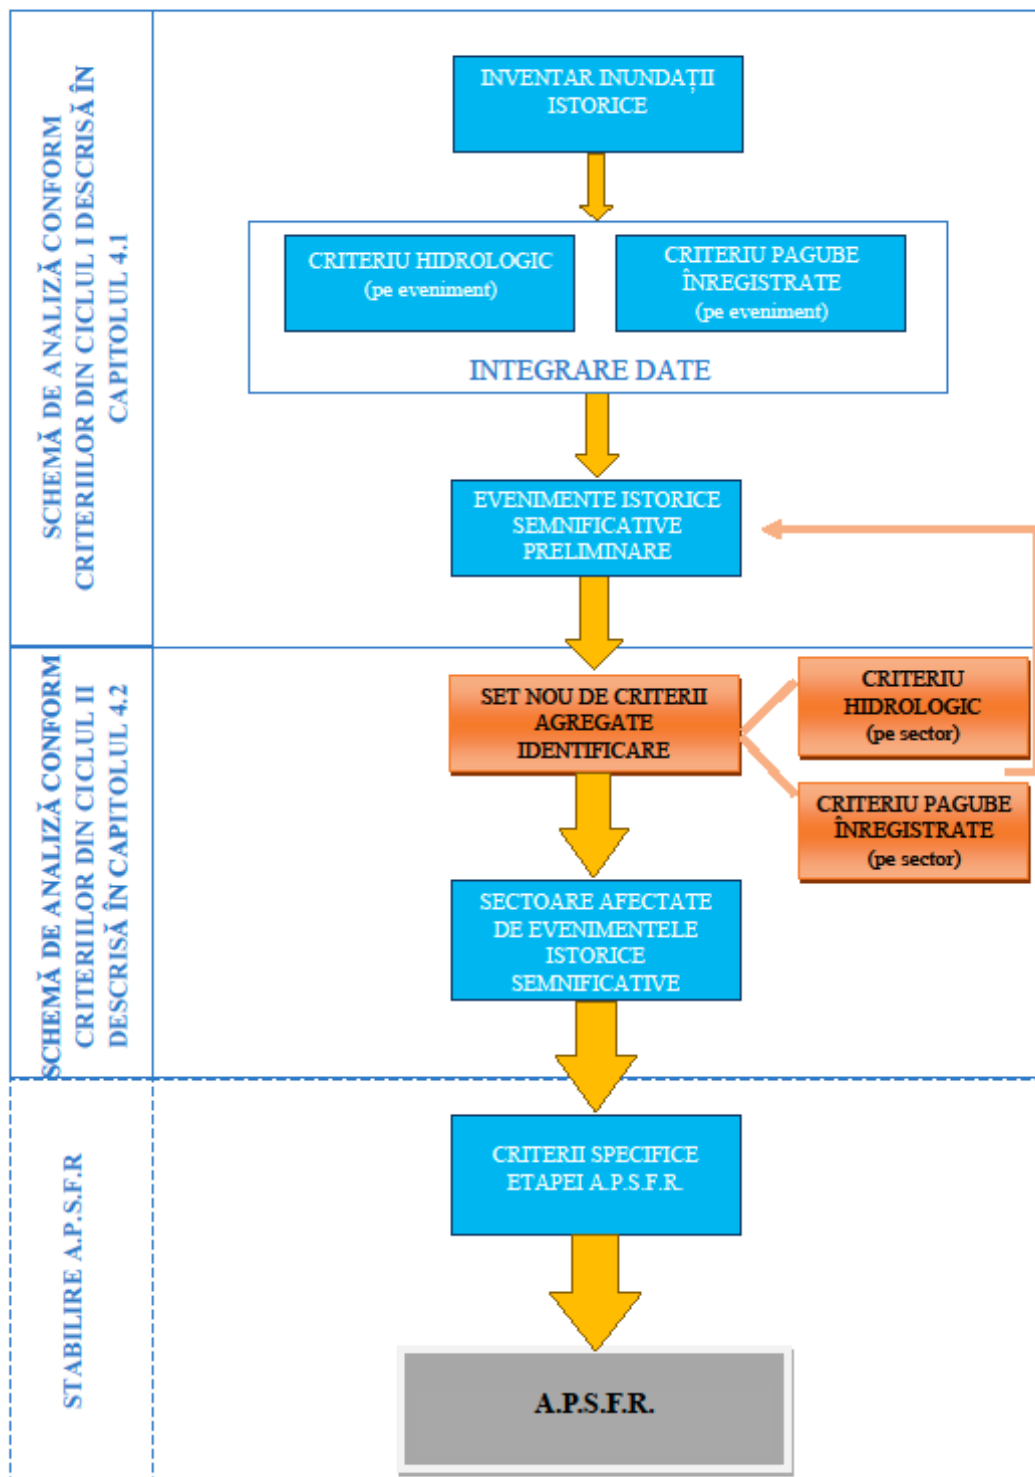 SCHEMĂ DE ANALIZĂ CONFORM
CRITERIILOR DIN CICLUL I DESCRISĂ ÎN
CAPITOLUL 4.1
INVENTAR INUNDAȚII
ISTORICE
CRITERIU HIDROLOGIC
(pe eveniment)
CRITERIU PAGUBE
ÎNREGISTRATE
(pe eveniment)
INTEGRARE DATE
EVENIMENTE ISTORICE
SEMNIFICATIVE
PRELIMINARE
SCHEMĂ DE ANALIZĂ CONFORM
CRITERIILOR DIN CICLUL II
DESCRISĂ ÎN CAPITOLUL 4.2
SET NOU DE CRITERII
AGREGATE
IDENTIFICARE
CRITERIU
HIDROLOGIC
(pe sector)
CRITERIU PAGUBE
ÎNREGISTRATE
(pe sector)
SECTOARE AFECTATE
DE EVENIMENTELE
ISTORICE
SEMNIFICATIVE
STABILIRE A.P.S.F.R
CRITERII SPECIFICE
ETAPEI A.P.S.F.R.
A.P.S.F.R.